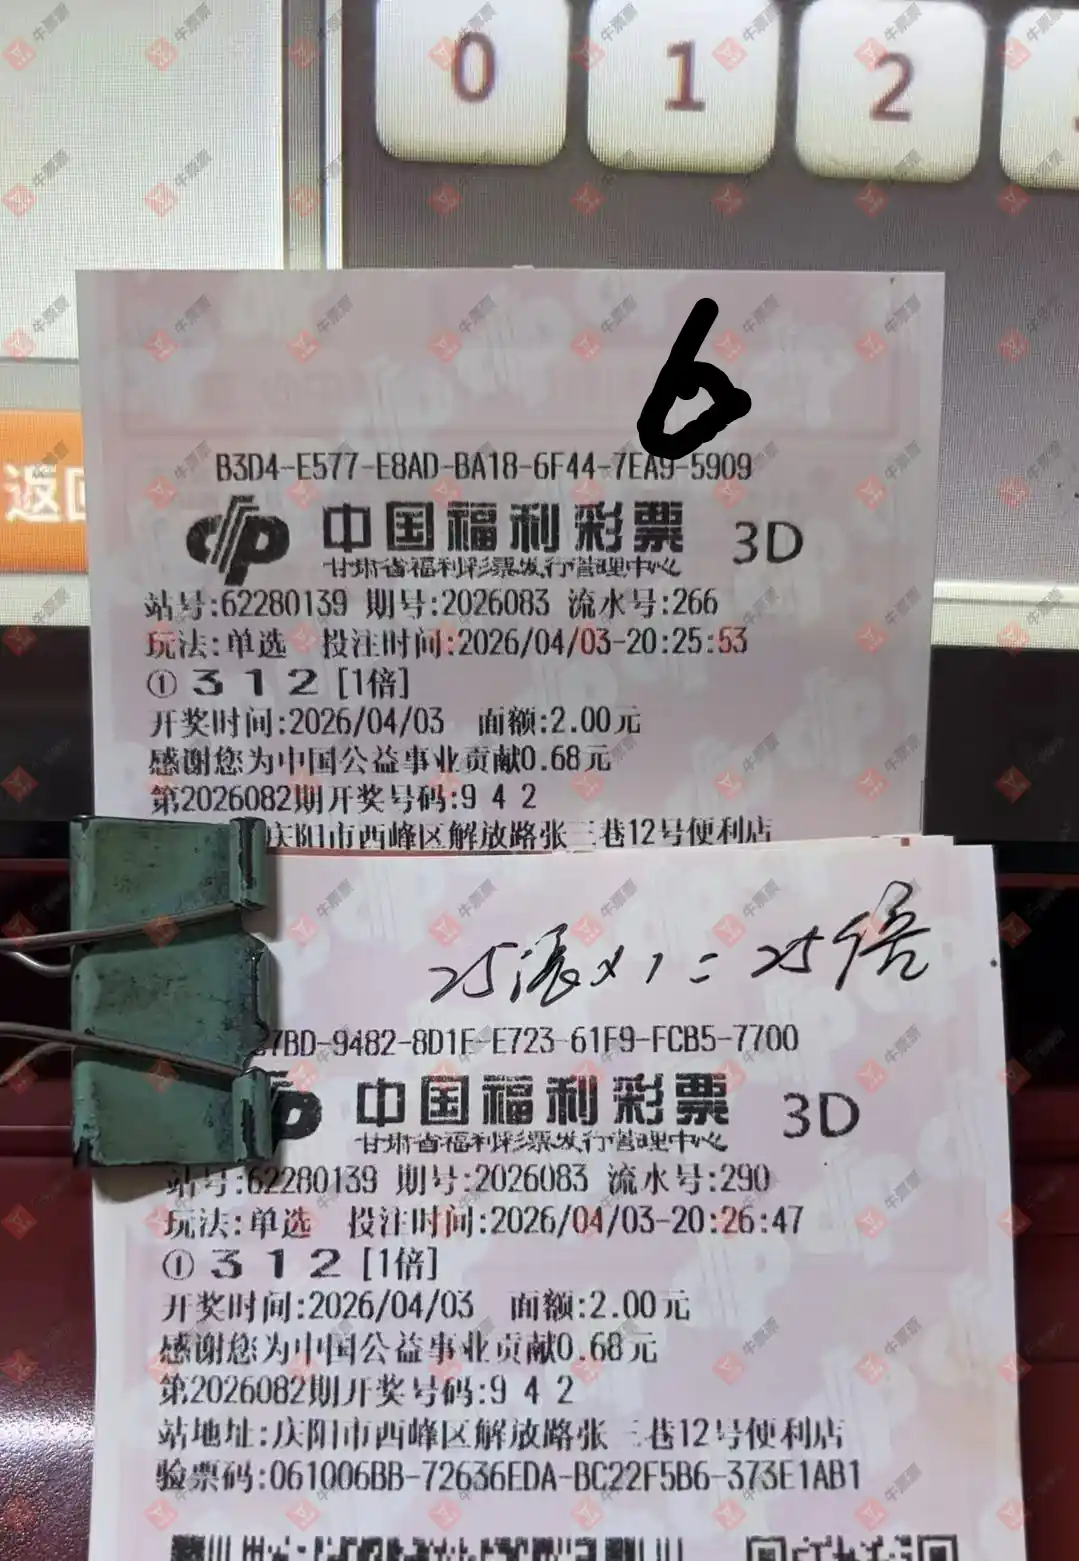 0 1 2
返回
6
B3D4-E577-E8AD-BA18-6F44-7EA9-5909
中国福利彩票 3D
甘肃省福利彩票发行管理中心
站号:62280139 期号:2026083 流水号:266
玩法:单选 投注时间:2026/04/03-20:25:53
① 3 1 2 [1倍]
开奖时间:2026/04/03 面额:2.00元
感谢您为中国公益事业贡献0.68元
第2026082期开奖号码:9 4 2
庆阳市西峰区解放路张三巷12号便利店
25张×1=25倍
7BD-9482-8D1F-E723-61F9-FCB5-7700
中国福利彩票 3D
甘肃省福利彩票发行管理中心
站号:62280139 期号:2026083 流水号:290
玩法:单选 投注时间:2026/04/03-20:26:47
① 3 1 2 [1倍]
开奖时间:2026/04/03 面额:2.00元
感谢您为中国公益事业贡献0.68元
第2026082期开奖号码:9 4 2
站地址:庆阳市西峰区解放路张三巷12号便利店
验票码:061006BB-72636EDA-BC22F5B6-373E1AB1
牛票票